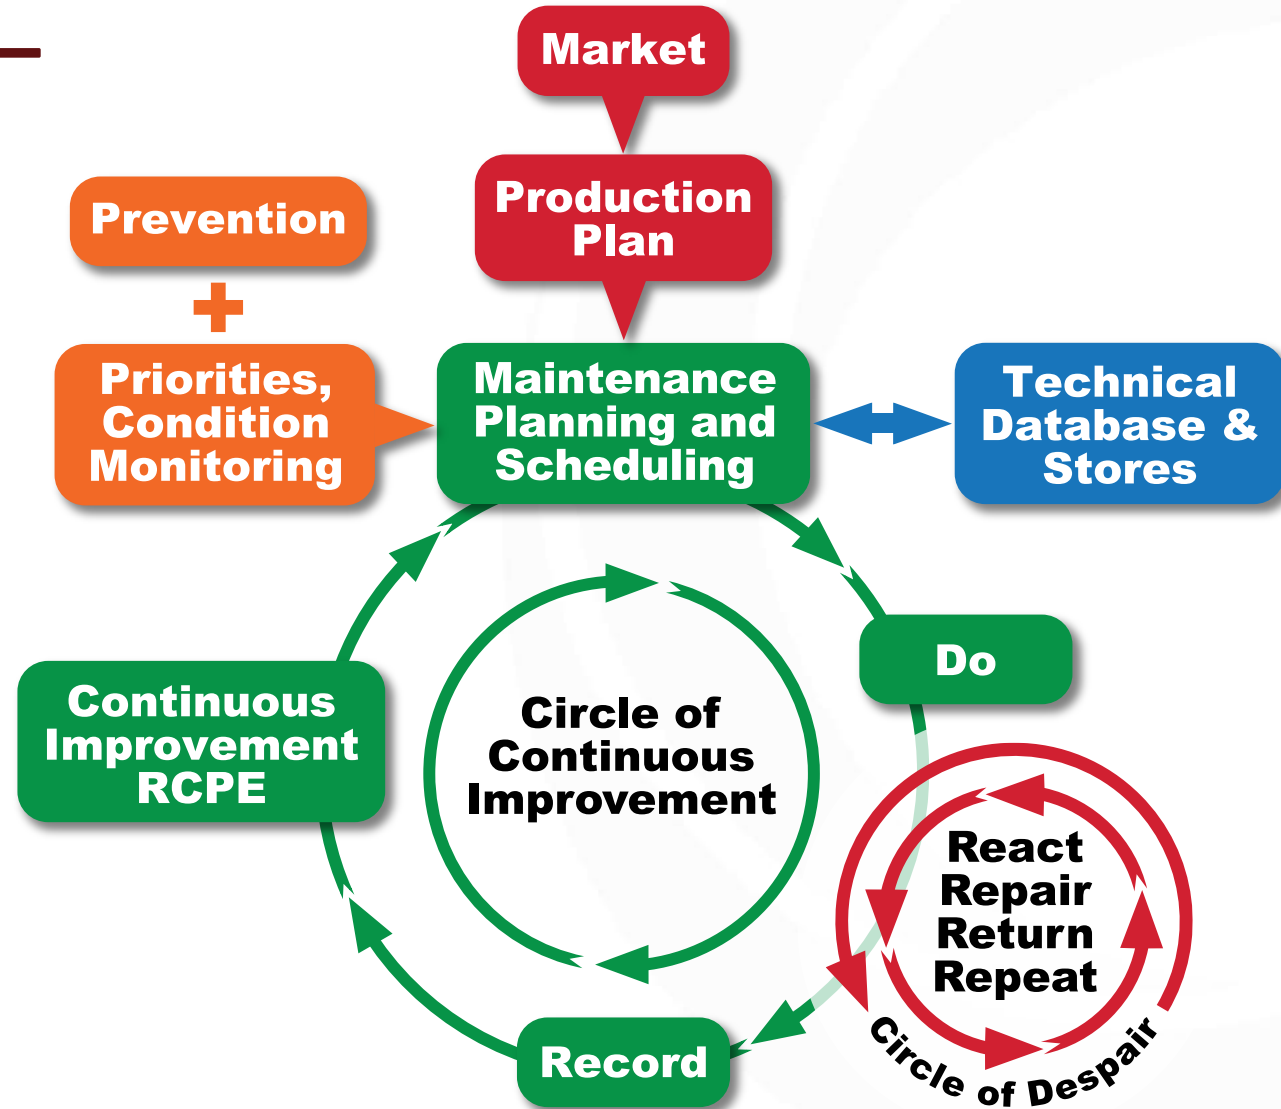 Market
Production
Plan
Prevention
Priorities,
Condition
Monitoring
Maintenance
Planning and
Scheduling
Technical
Database &
Stores
Do
Continuous
Improvement
RCPE
Circle of
Continuous
Improvement
React
Repair
Return
Repeat
Circle of Despair
Record